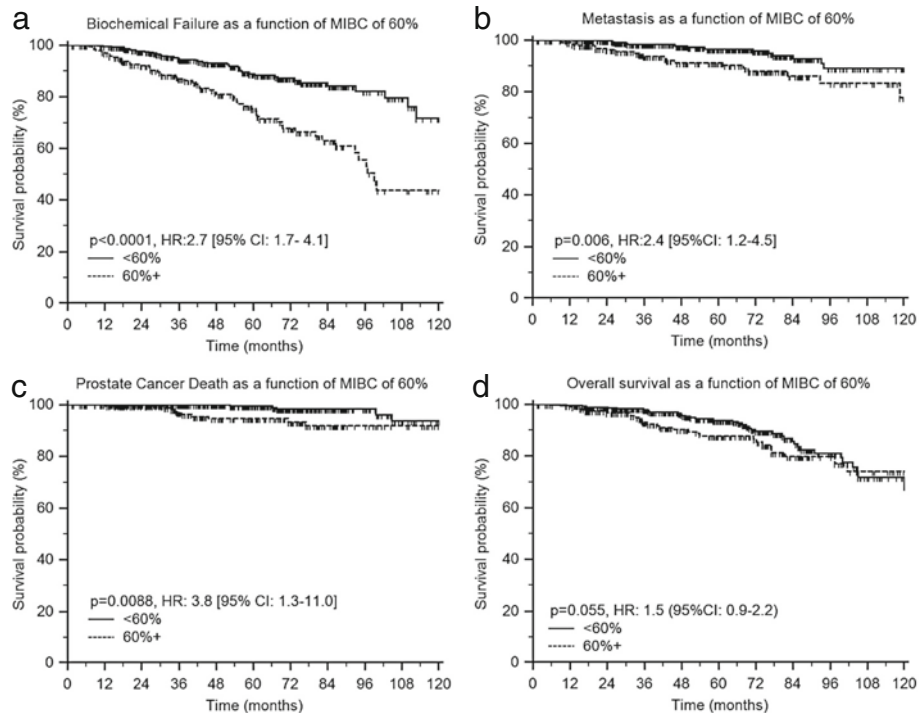 a
Biochemical Failure as a function of MIBC of 60%
Survival probability (%)
100
80
60
40
20
0
p<0.0001, HR:2.7 [95% CI: 1.7- 4.1]
<60%
60%+
0 12 24 36 48 60 72 84 96 108 120
Time (months)
b
Metastasis as a function of MIBC of 60%
Survival probability (%)
100
80
60
40
20
0
p=0.006, HR:2.4 [95%CI: 1.2-4.5]
<60%
60%+
0 12 24 36 48 60 72 84 96 108 120
Time (months)
c
Prostate Cancer Death as a function of MIBC of 60%
Survival probability (%)
100
80
60
40
20
0
p=0.0088, HR: 3.8 [95% CI: 1.3-11.0]
<60%
60%+
0 12 24 36 48 60 72 84 96 108 120
Time (months)
d
Overall survival as a function of MIBC of 60%
Survival probability (%)
100
80
60
40
20
0
p=0.055, HR: 1.5 (95%CI: 0.9-2.2)
<60%
60%+
0 12 24 36 48 60 72 84 96 108 120
Time (months)